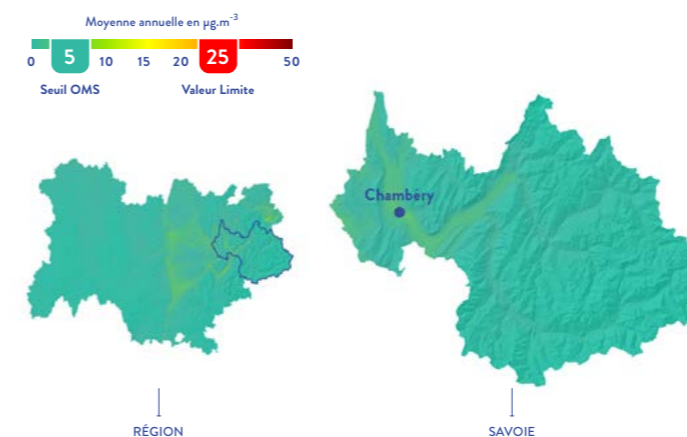 Moyenne annuelle en µg.m⁻³
0 5 10 15 20 25 50
Seuil OMS Valeur Limite
Chambéry
RÉGION SAVOIE